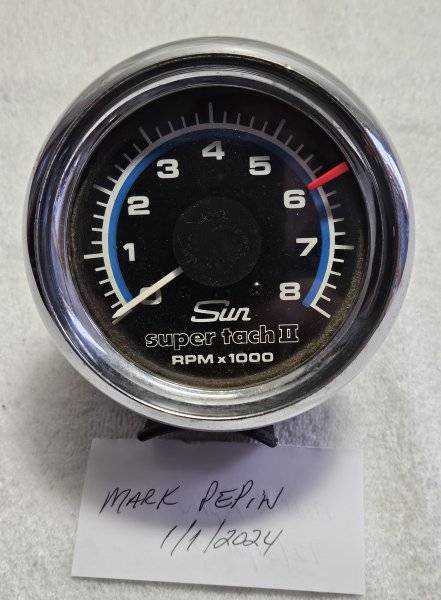 0 1 2 3 4 5 6 7 8
Sun
super tach II
RPM x 1000
MARK PEPIN
1/1/2024